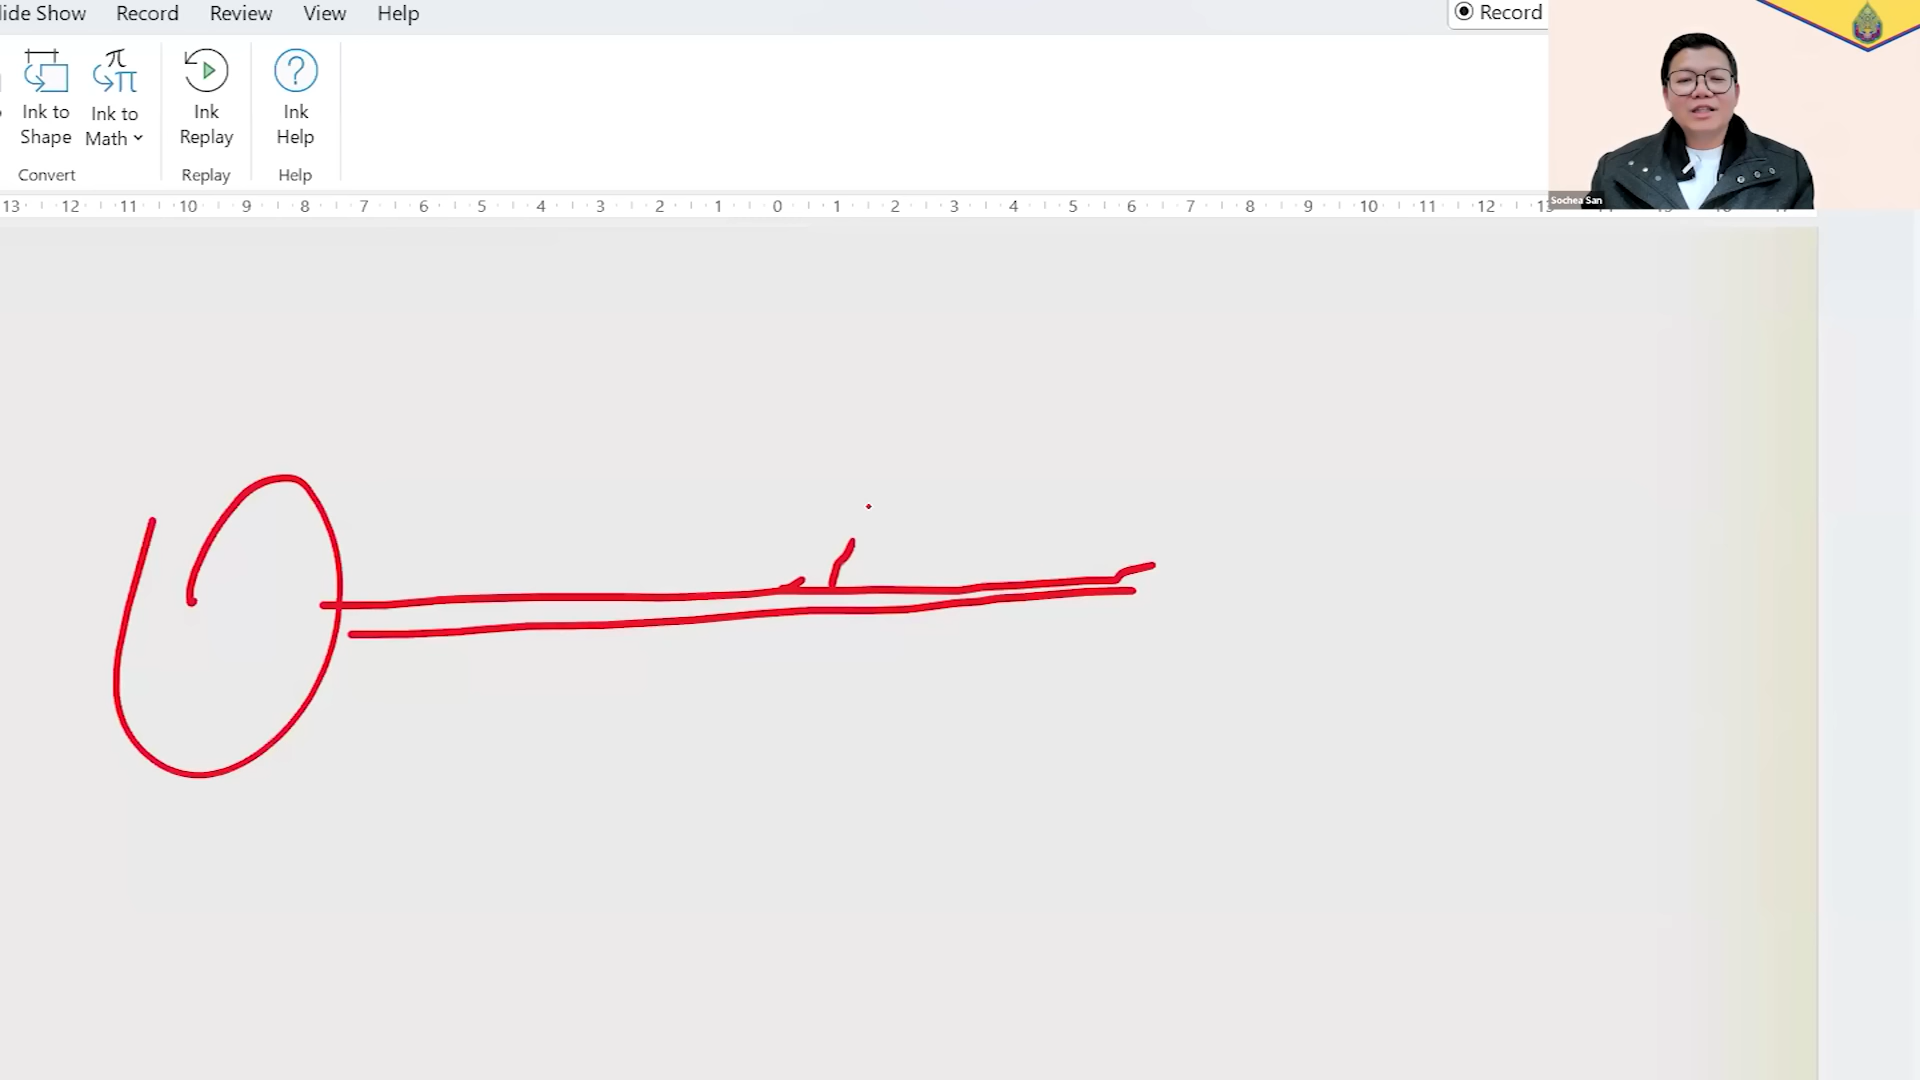 lide Show Record Review View Help
Record
Ink to Shape
Ink to Math
Ink Replay
Ink Help
Convert
Replay
Help
13 12 11 10 9 8 7 6 5 4 3 2 1 0 1 2 3 4 5 6 7 8 9 10 11 12 13
Sochea San